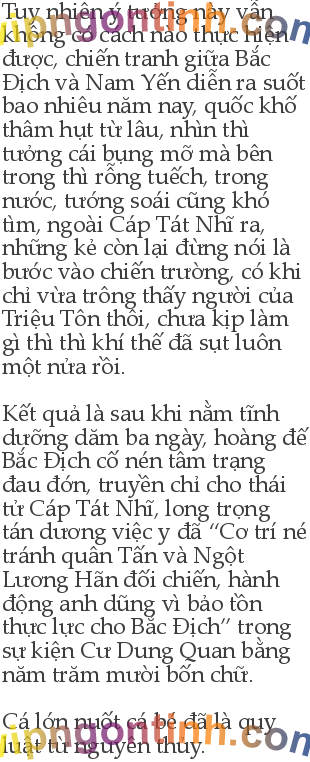 Tuy nhiên ý tưởng này vẫn
không có cách nào thực hiện
được, chiến tranh giữa Bắc
Địch và Nam Yến diễn ra suốt
bao nhiêu năm nay, quốc khố
thâm hụt từ lâu, nhìn thì
tưởng cái bụng mỡ mà bên
trong thì rỗng tuếch, trong
nước, tướng soái cũng khó
tìm, ngoài Cáp Tát Nhĩ ra,
những kẻ còn lại đừng nói là
bước vào chiến trường, có khi
chỉ vừa trông thấy người của
Triệu Tôn thôi, chưa kịp làm
gì thì thì khí thế đã sụt luôn
một nửa rồi.
Kết quả là sau khi nằm tĩnh
dưỡng dăm ba ngày, hoàng đế
Bắc Địch cố nén tâm trạng
đau đớn, truyền chỉ cho thái
tử Cáp Tát Nhĩ, long trọng
tán dương việc y đã “Cơ trí né
tránh quân Tấn và Ngột
Lương Hãn đối chiến, hành
động anh dũng vì bảo tồn
thực lực cho Bắc Địch” trong
sự kiện Cư Dung Quan bằng
năm trăm mười bốn chữ.
Cá lớn nuốt cá bé đã là quy
luật từ nguyên thủy.
vipngontinh.com
vipngontinh.com